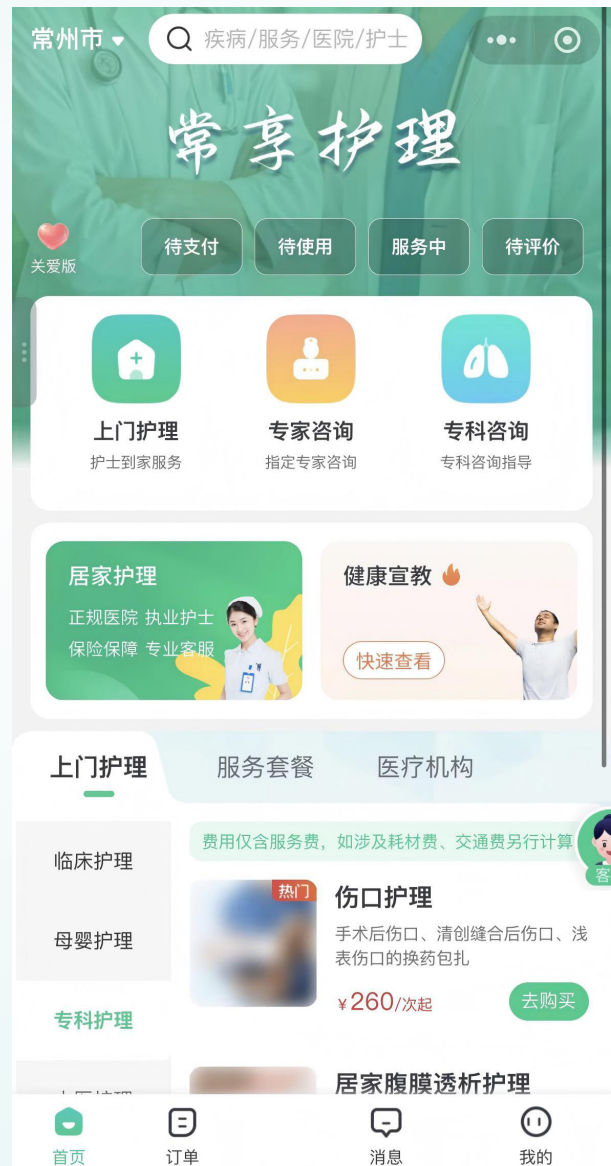 常州市
疾病/服务/医院/护士
常享护理
关爱版
待支付
待使用
服务中
待评价
上门护理
护士到家服务
专家咨询
指定专家咨询
专科咨询
专科咨询指导
居家护理
正规医院 执业护士
保险保障 专业客服
健康宣教
快速查看
上门护理
服务套餐
医疗机构
临床护理
母婴护理
专科护理
费用仅含服务费，如涉及耗材费、交通费另行计算
客
热门
伤口护理
手术后伤口、清创缝合后伤口、浅
表伤口的换药包扎
¥260/次起
去购买
居家腹膜透析护理
首页
订单
消息
我的